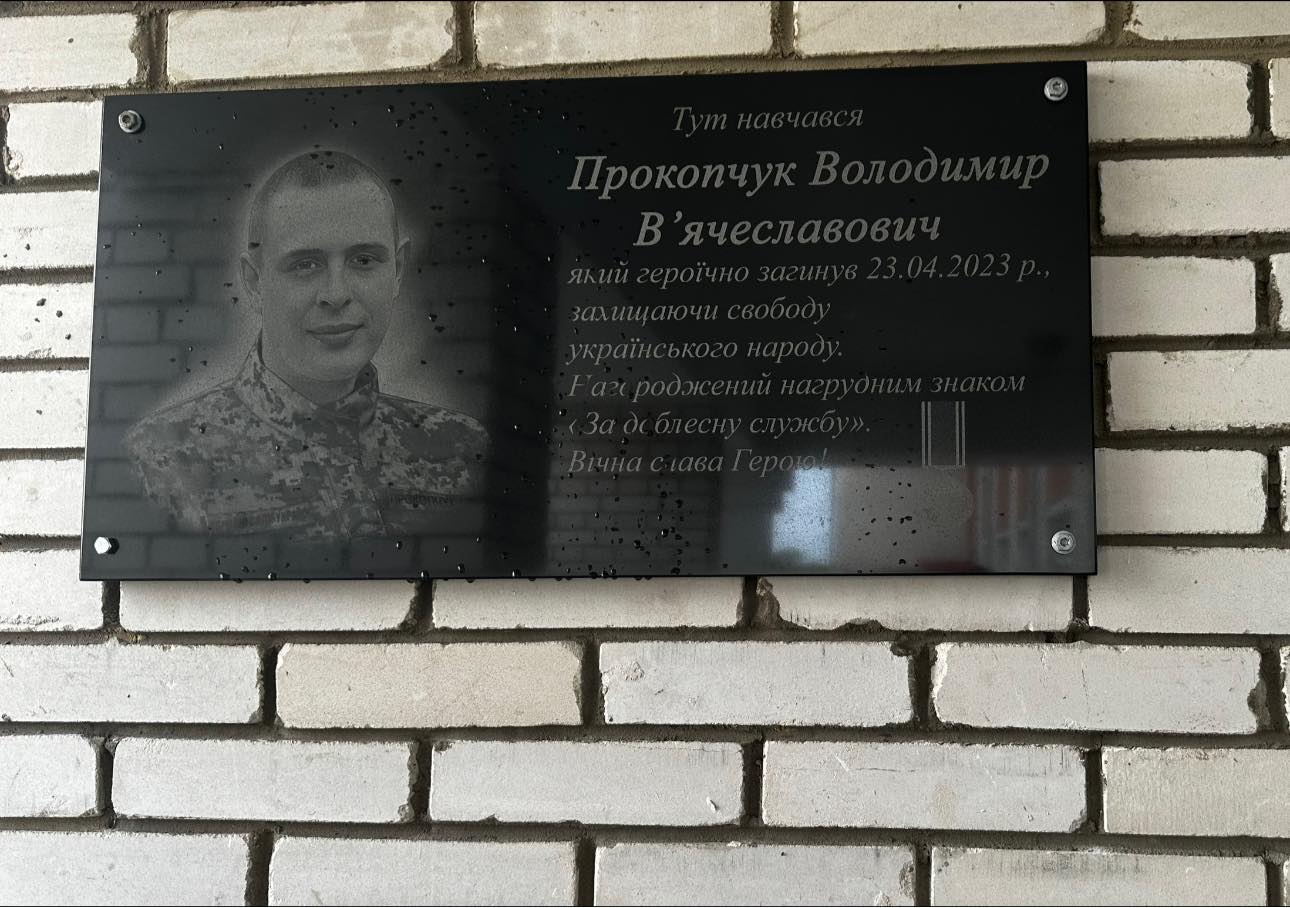 Тут навчався
Прокопчук Володимир
В’ячеславович
який героїчно загинув 23.04.2023 р.,
захищаючи свободу
українського народу.
Нагороджений нагрудним знаком
«За доблесну службу».
Вічна слава Герою!